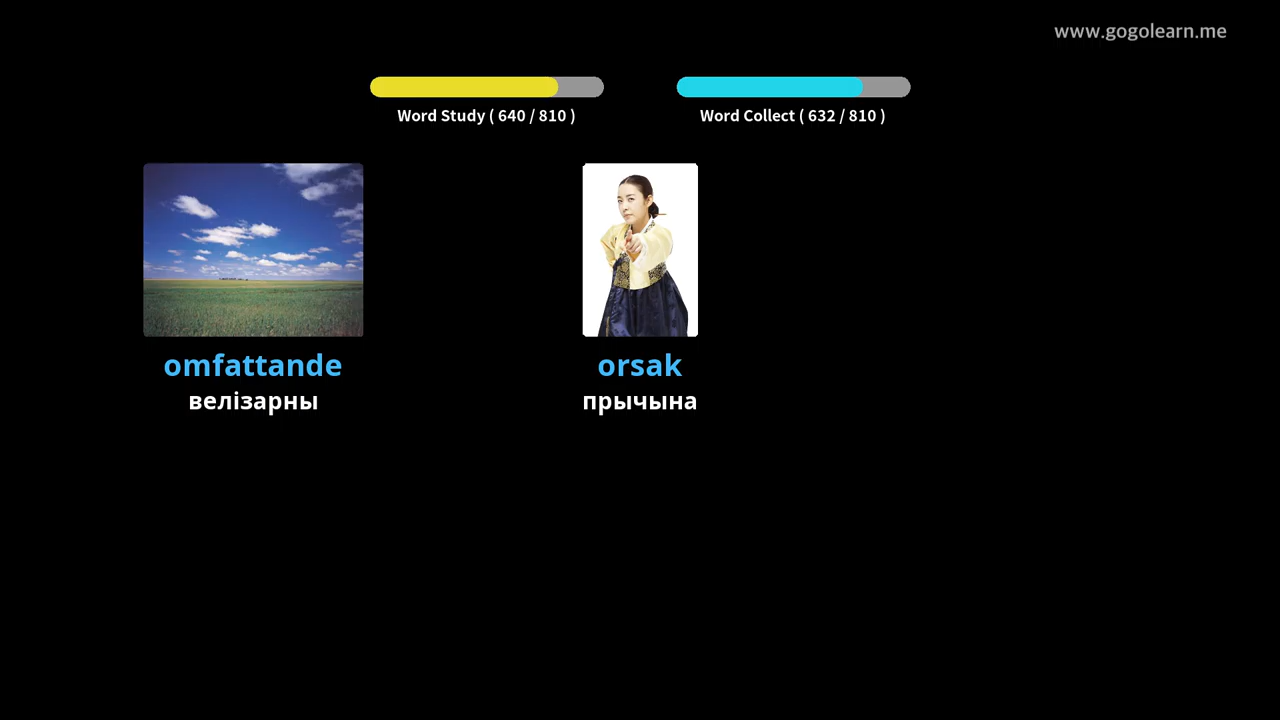 www.gogolearn.me
Word Study ( 640 / 810 )
Word Collect ( 632 / 810 )
omfattande
велізарны
orsak
прычына